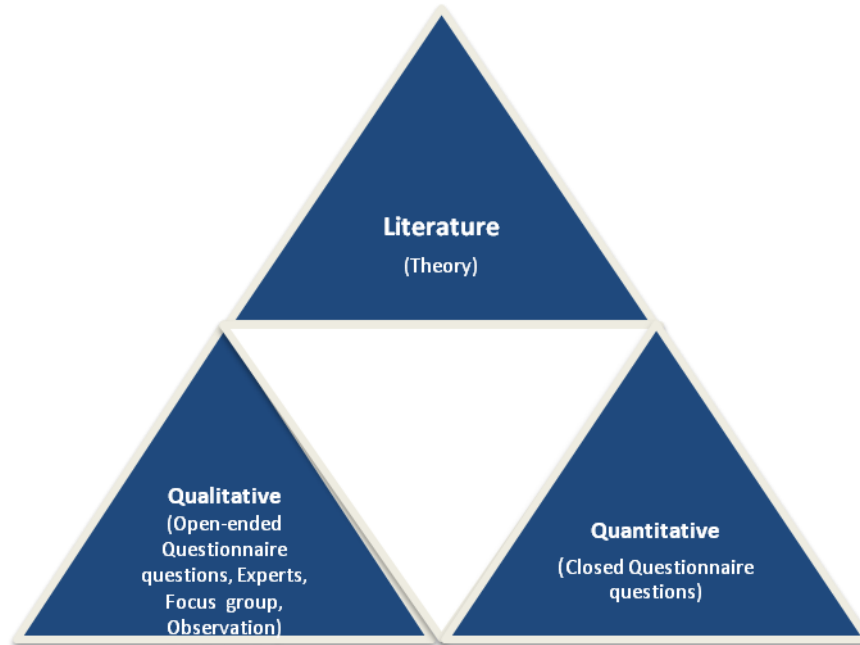 Literature
(Theory)
Qualitative
(Open-ended
Questionnaire
questions, Experts,
Focus group,
Observation)
Quantitative
(Closed Questionnaire
questions)